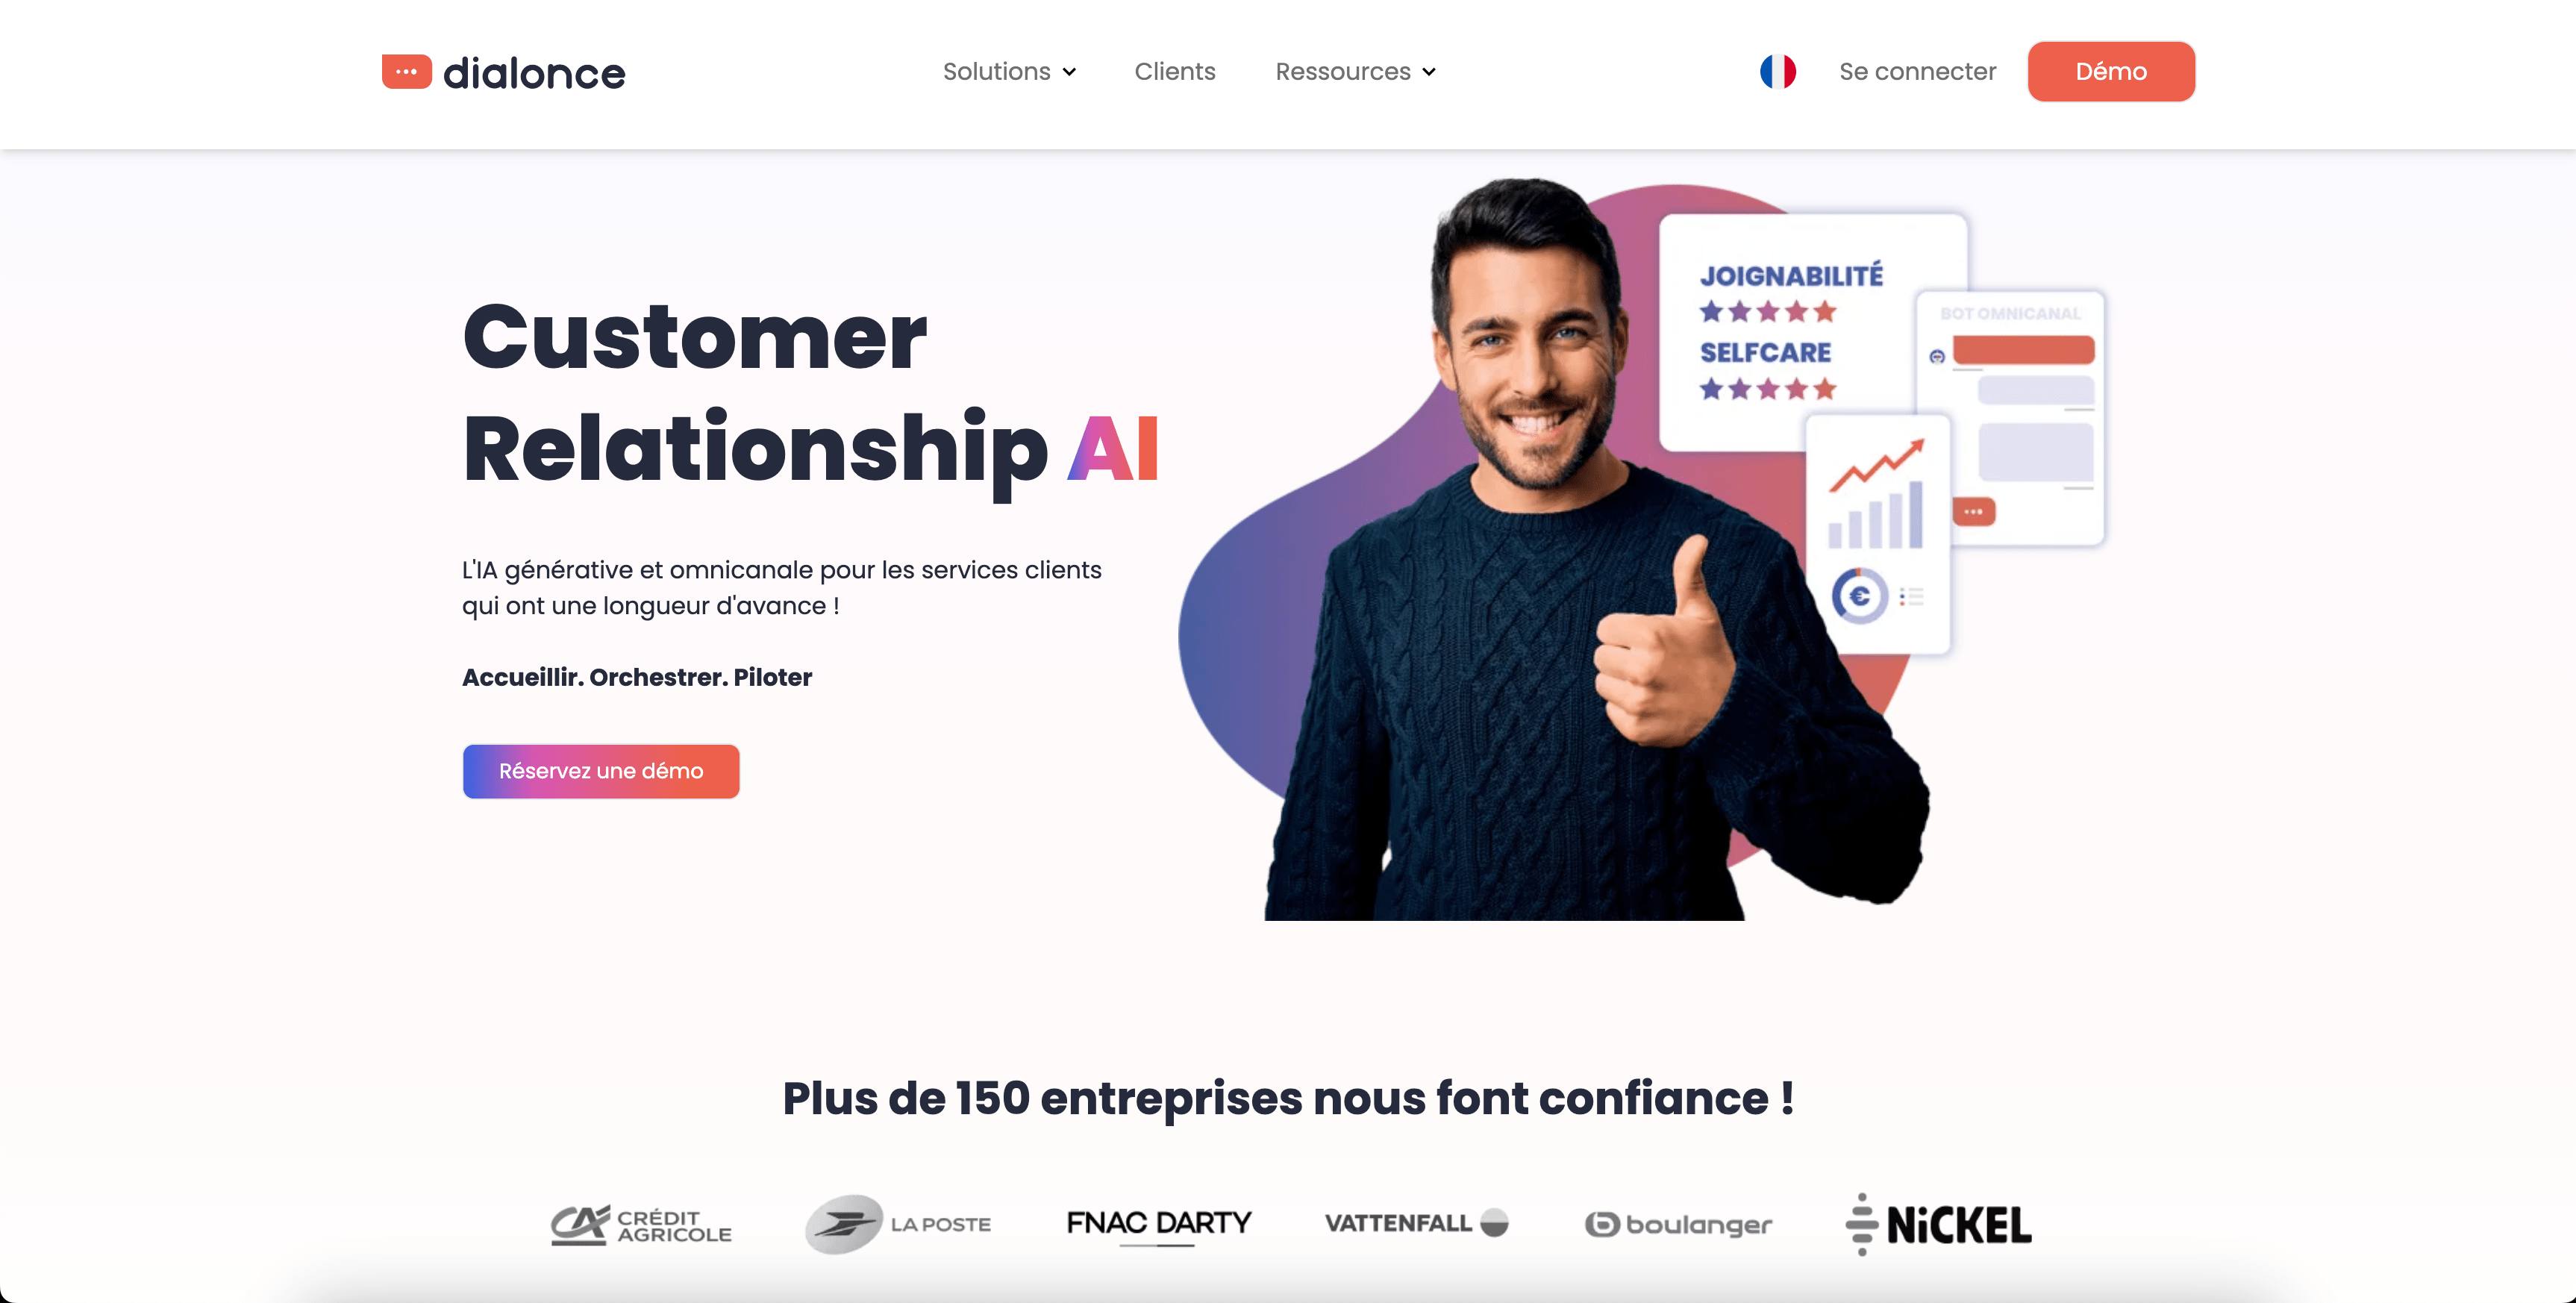 dialonce
Solutions
Clients
Ressources
Se connecter
Démo
Customer
Relationship AI
L'IA générative et omnicanale pour les services clients
qui ont une longueur d'avance !
Accueillir. Orchestrer. Piloter
Réservez une démo
JOIGNABILITÉ
SELFCARE
BOT OMNICANAL
Plus de 150 entreprises nous font confiance !
CRÉDIT
AGRICOLE
LA POSTE
FNAC DARTY
VATTENFALL
boulanger
NiCKEL